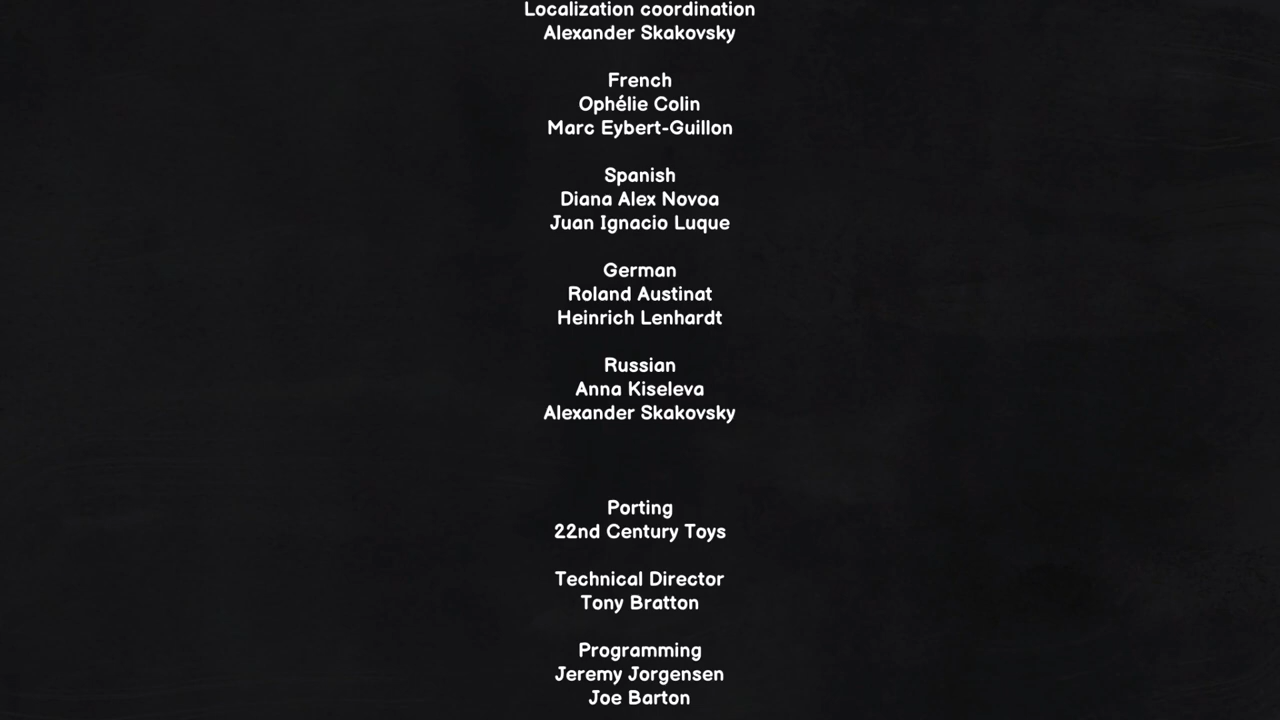 Localization coordination
Alexander Skakovsky
French
Ophélie Colin
Marc Eybert-Guillon
Spanish
Diana Alex Novoa
Juan Ignacio Luque
German
Roland Austinat
Heinrich Lenhardt
Russian
Anna Kiseleva
Alexander Skakovsky
Porting
22nd Century Toys
Technical Director
Tony Bratton
Programming
Jeremy Jorgensen
Joe Barton